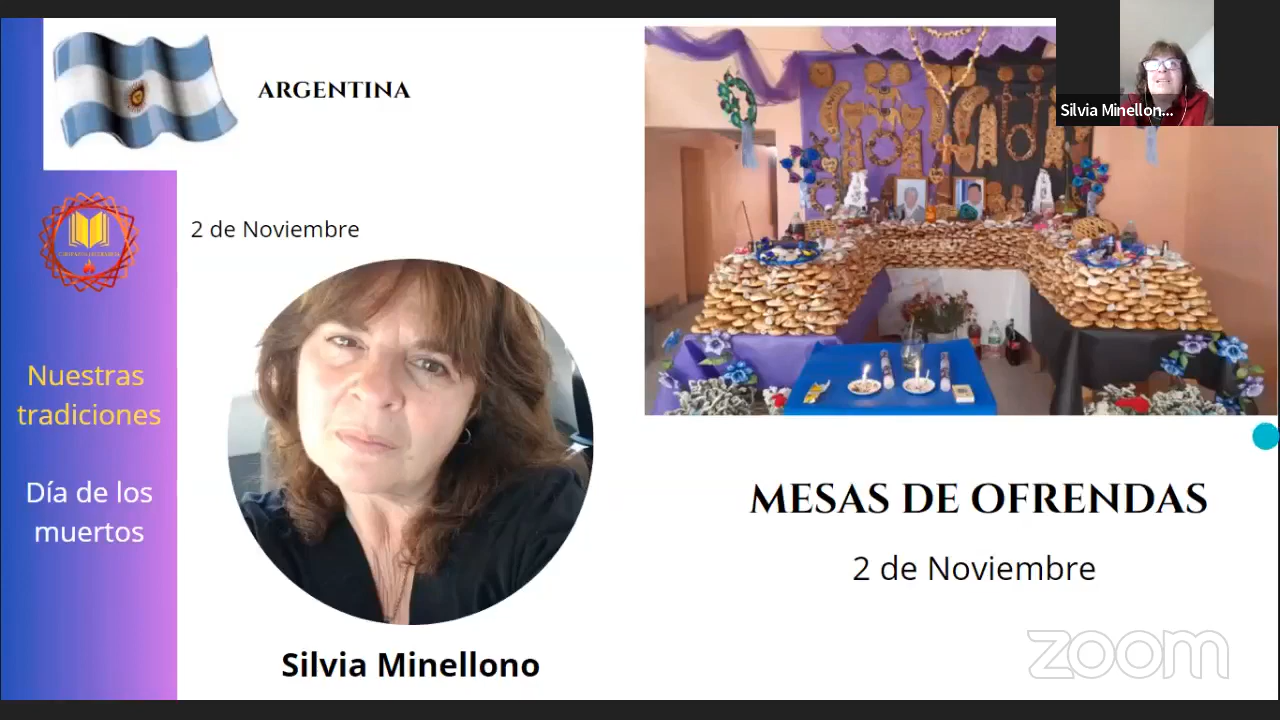 ARGENTINA
2 de Noviembre
Nuestras
tradiciones
Día de los
muertos
Silvia Minellono
Silvia Minellon...
MESAS DE OFRENDAS
2 de Noviembre
zoom